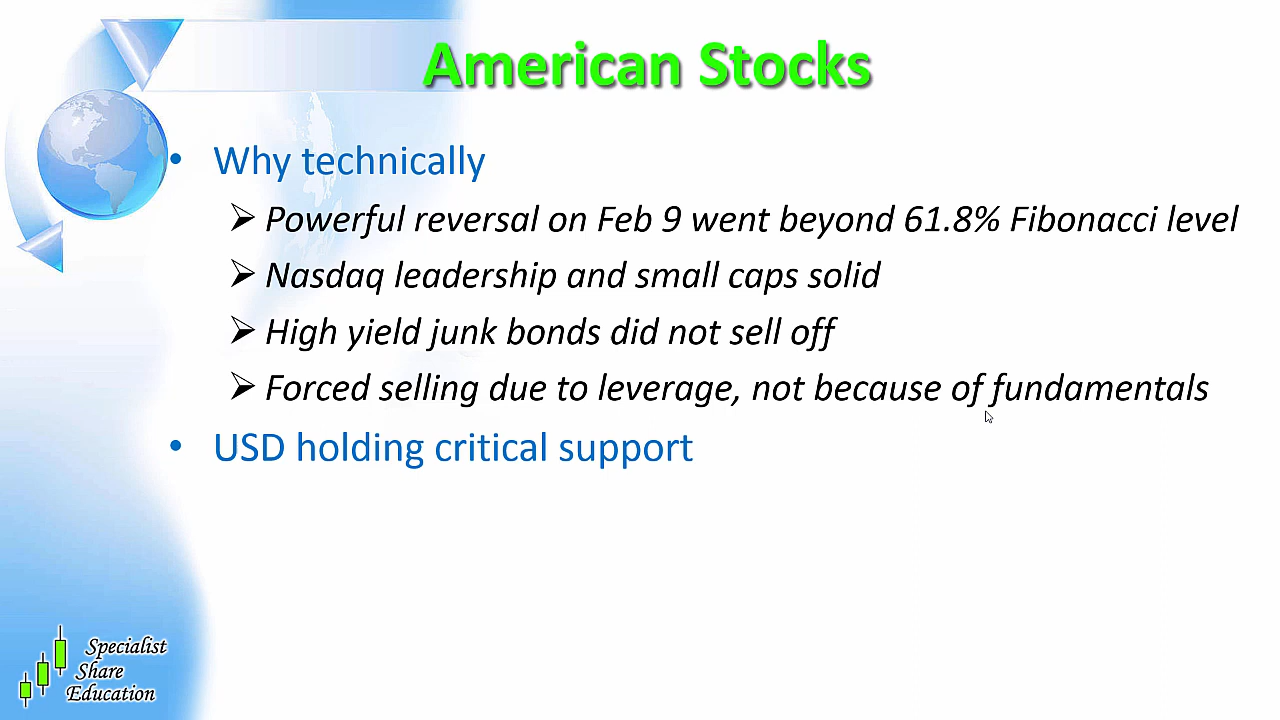 American Stocks
• Why technically
➢ Powerful reversal on Feb 9 went beyond 61.8% Fibonacci level
➢ Nasdaq leadership and small caps solid
➢ High yield junk bonds did not sell off
➢ Forced selling due to leverage, not because of fundamentals
• USD holding critical support
Specialist
Share
Education